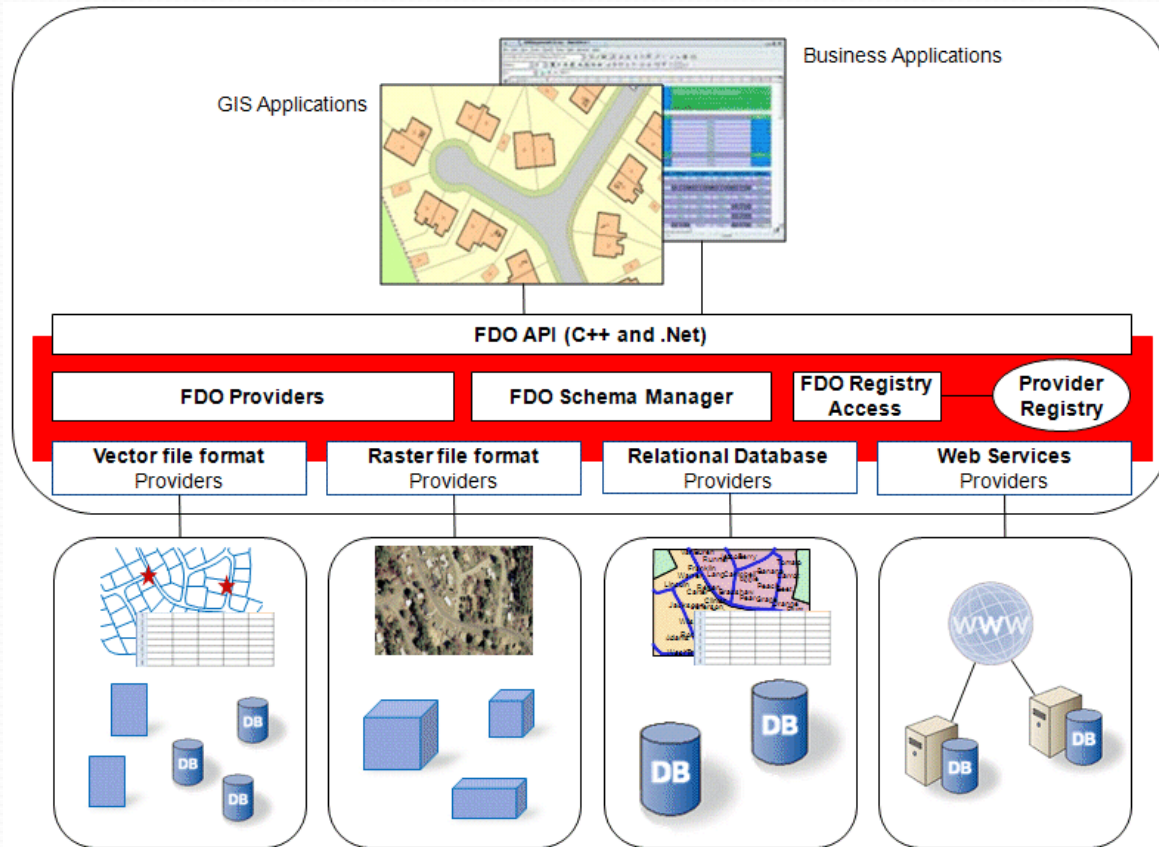 Business Applications
GIS Applications
FDO API (C++ and .Net)
FDO Providers
FDO Schema Manager
FDO Registry
Access
Provider
Registry
Vector file format
Providers
Raster file format
Providers
Relational Database
Providers
Web Services
Providers
Franklin
Lincoln
WWW
DB
DB
DB
DB
DB
DB
DB